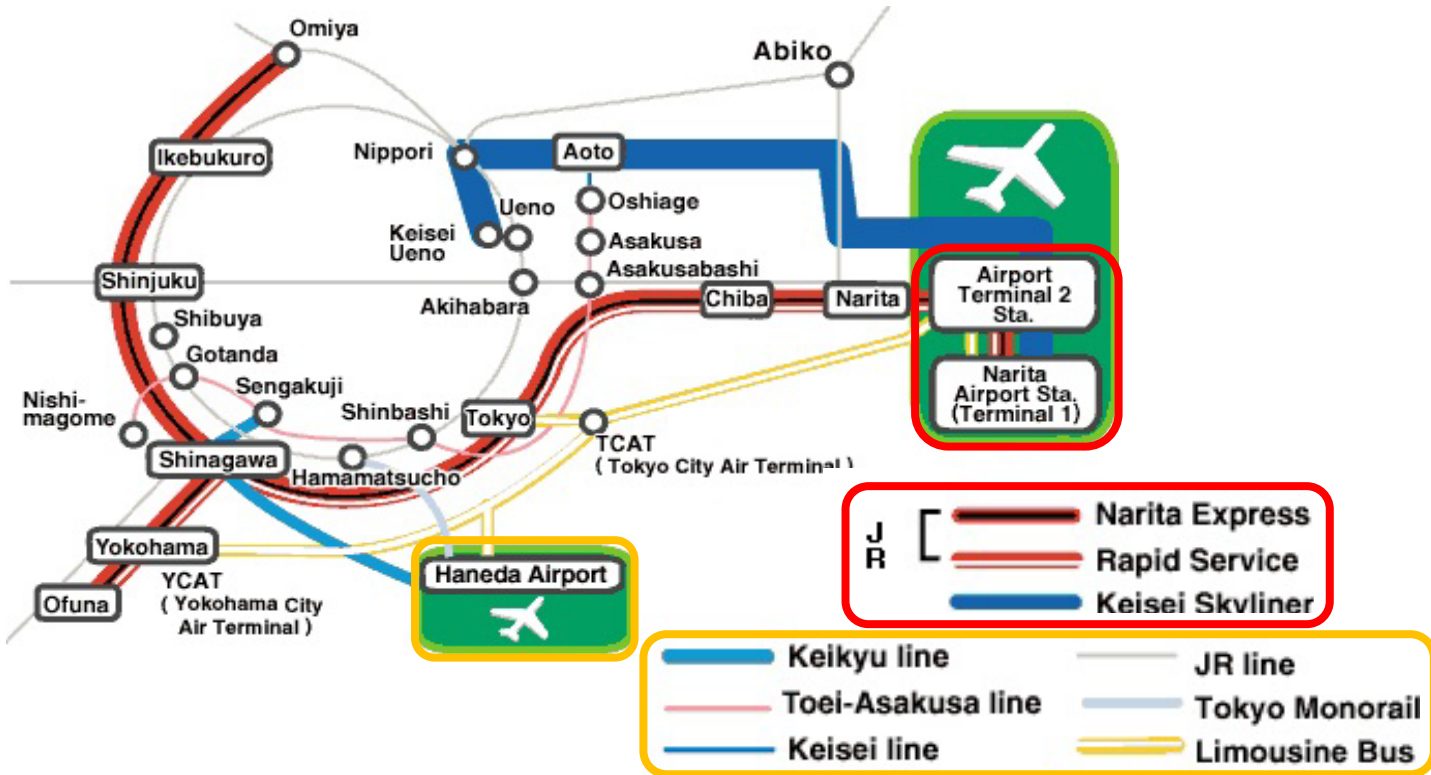 Omiya
Abiko
Ikebukuro
Nippori
Aoto
Ueno
Oshiage
Keisei
Ueno
Asakusa
Asakusabashi
Shinjuku
Akihabara
Chiba
Narita
Airport
Terminal 2
Sta.
Shibuya
Gotanda
Sengakuji
Narita
Airport Sta.
(Terminal 1)
Nishi-
magome
Shinbashi
Tokyo
TCAT
( Tokyo City Air Terminal )
Shinagawa
Hamamatsucho
Yokohama
YCAT
( Yokohama City
Air Terminal )
Haneda Airport
Ofuna
J
R
Narita Express
Rapid Service
Keisei Skyliner
Keikyu line
JR line
Toei-Asakusa line
Tokyo Monorail
Keisei line
Limousine Bus